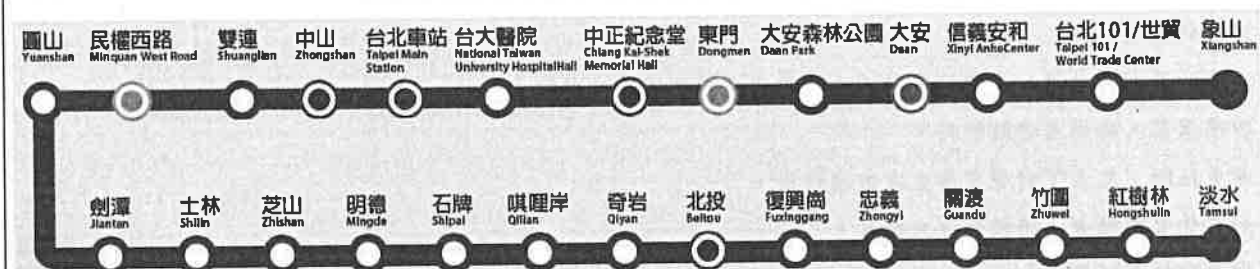 圓山
Yuanshan
民權西路
Minquan West Road
雙連
Shuanglian
中山
Zhongshan
台北車站
Taipei Main
Station
台大醫院
National Taiwan
University HospitalHall
中正紀念堂
Chiang Kai-Shek
Memorial Hall
東門
Dongmen
大安森林公園
Daan Park
大安
Daan
信義安和
Xinyi AnheCenter
台北101/世貿
Taipei 101 /
World Trade Center
象山
Xiangshan
劍潭
Jiantan
士林
Shilin
芝山
Zhishan
明德
Mingde
石牌
Shipai
唭哩岸
Qilian
奇岩
Qiyan
北投
Beitou
復興崗
Fuxinggang
忠義
Zhongyi
關渡
Guandu
竹圍
Zhuwei
紅樹林
Hongshulin
淡水
Tamsui